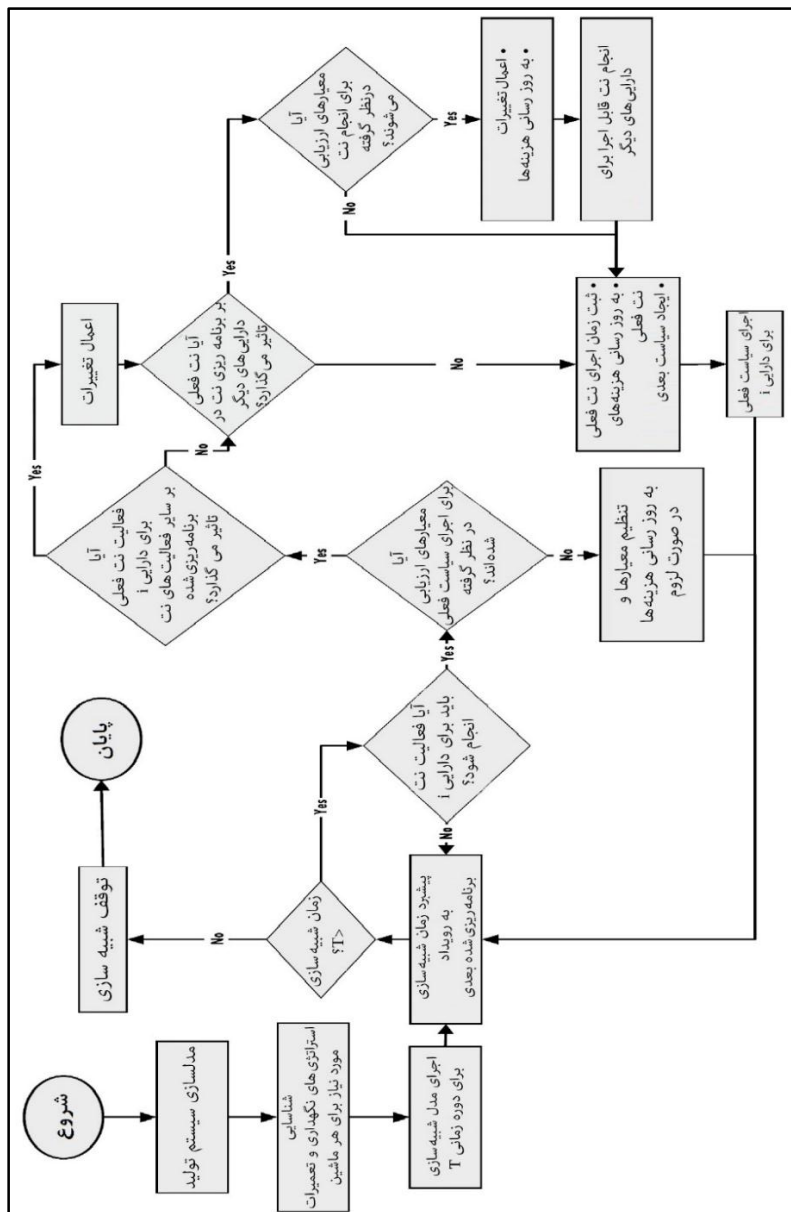 شروع
مدلسازی سیستم تولید
شناسایی
استراتژی‌های نگهداری و تعمیرات
مورد نیاز برای هر ماشین
اجرای مدل شبیه‌سازی
برای دوره زمانی
T
پیشبرد زمان شبیه‌سازی
به رویداد
برنامه‌ریزی‌شده بعدی
زمان شبیه سازی
<T؟
No
توقف شبیه سازی
پایان
Yes
آیا فعالیت نت
باید برای دارایی i
انجام شود؟
No
Yes
آیا
معیارهای ارزیابی
برای اجرای سیاست فعلی
در نظر گرفته
شده‌اند؟
No
تنظیم معیارها و
به روز رسانی هزینه‌ها
در صورت لزوم
Yes
آیا
فعالیت نت فعلی
برای دارایی i
بر سایر فعالیت‌های نت
برنامه‌ریزی‌شده
تاثیر می گذارد؟
Yes
اعمال تغییرات
No
آیا نت فعلی
بر برنامه ریزی نت در
دارایی‌های دیگر
تاثیر می‌گذارد؟
No
Yes
آیا
معیارهای ارزیابی
برای انجام نت
درنظر گرفته
می‌شوند؟
No
Yes
• اعمال تغییرات
• به روز رسانی هزینه‌ها
انجام نت قابل اجرا برای
دارایی‌های دیگر
• ثبت زمان اجرای نت فعلی
• به روز رسانی هزینه‌های
نت فعلی
• ایجاد سیاست بعدی
اجرای سیاست فعلی
برای دارایی
i